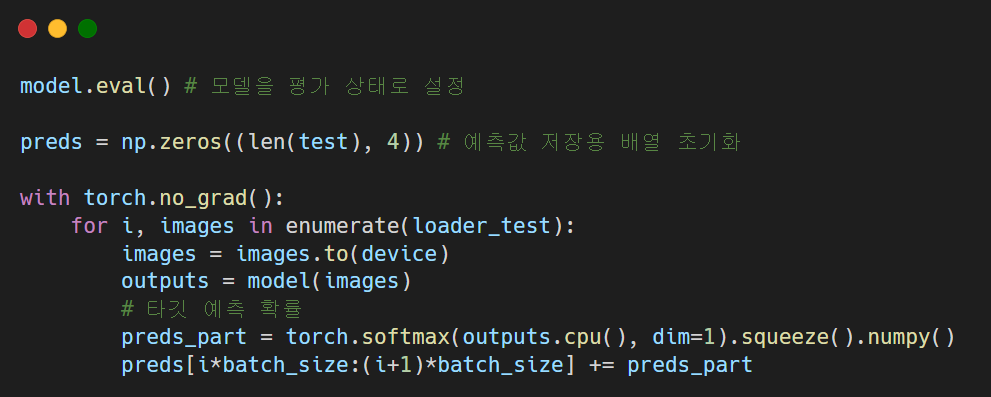 model.eval() # 모델을 평가 상태로 설정
preds = np.zeros((len(test), 4)) # 예측값 저장용 배열 초기화
with torch.no_grad():
    for i, images in enumerate(loader_test):
        images = images.to(device)
        outputs = model(images)
        # 타깃 예측 확률
        preds_part = torch.softmax(outputs.cpu(), dim=1).squeeze().numpy()
        preds[i*batch_size:(i+1)*batch_size] += preds_part